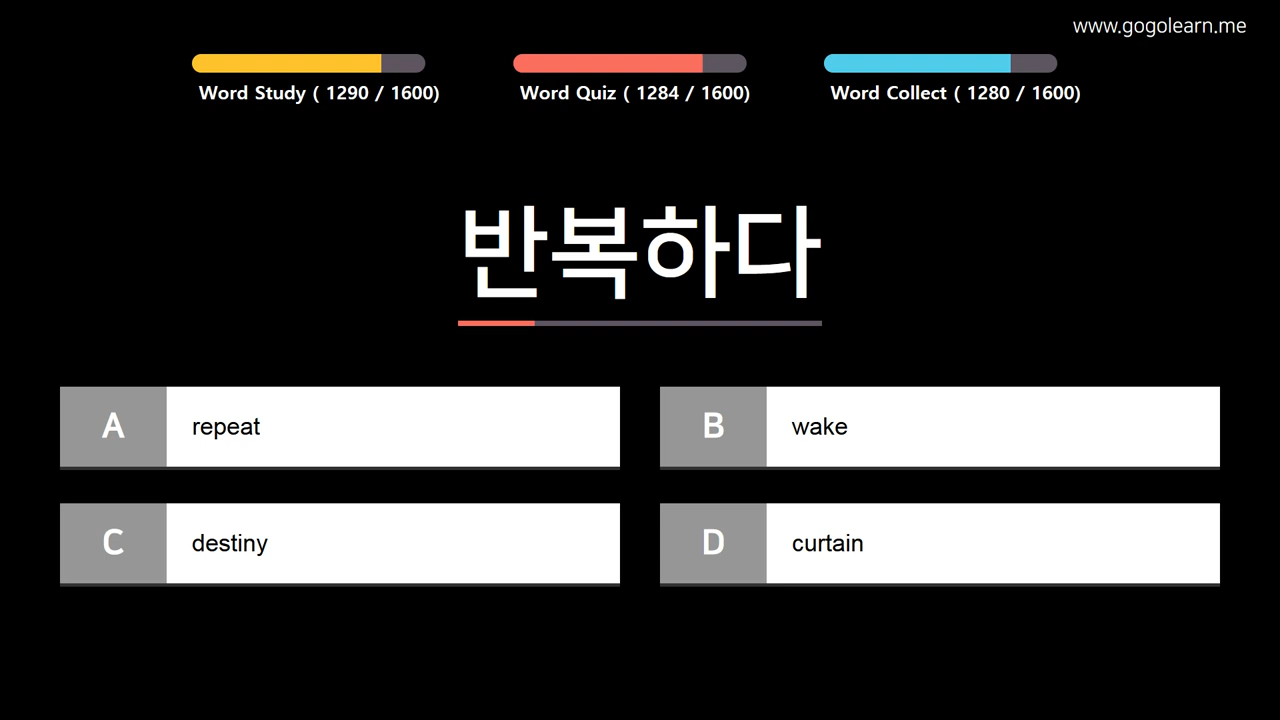 www.gogolearn.me
Word Study ( 1290 / 1600)
Word Quiz ( 1284 / 1600)
Word Collect ( 1280 / 1600)
반복하다
A repeat
B wake
C destiny
D curtain